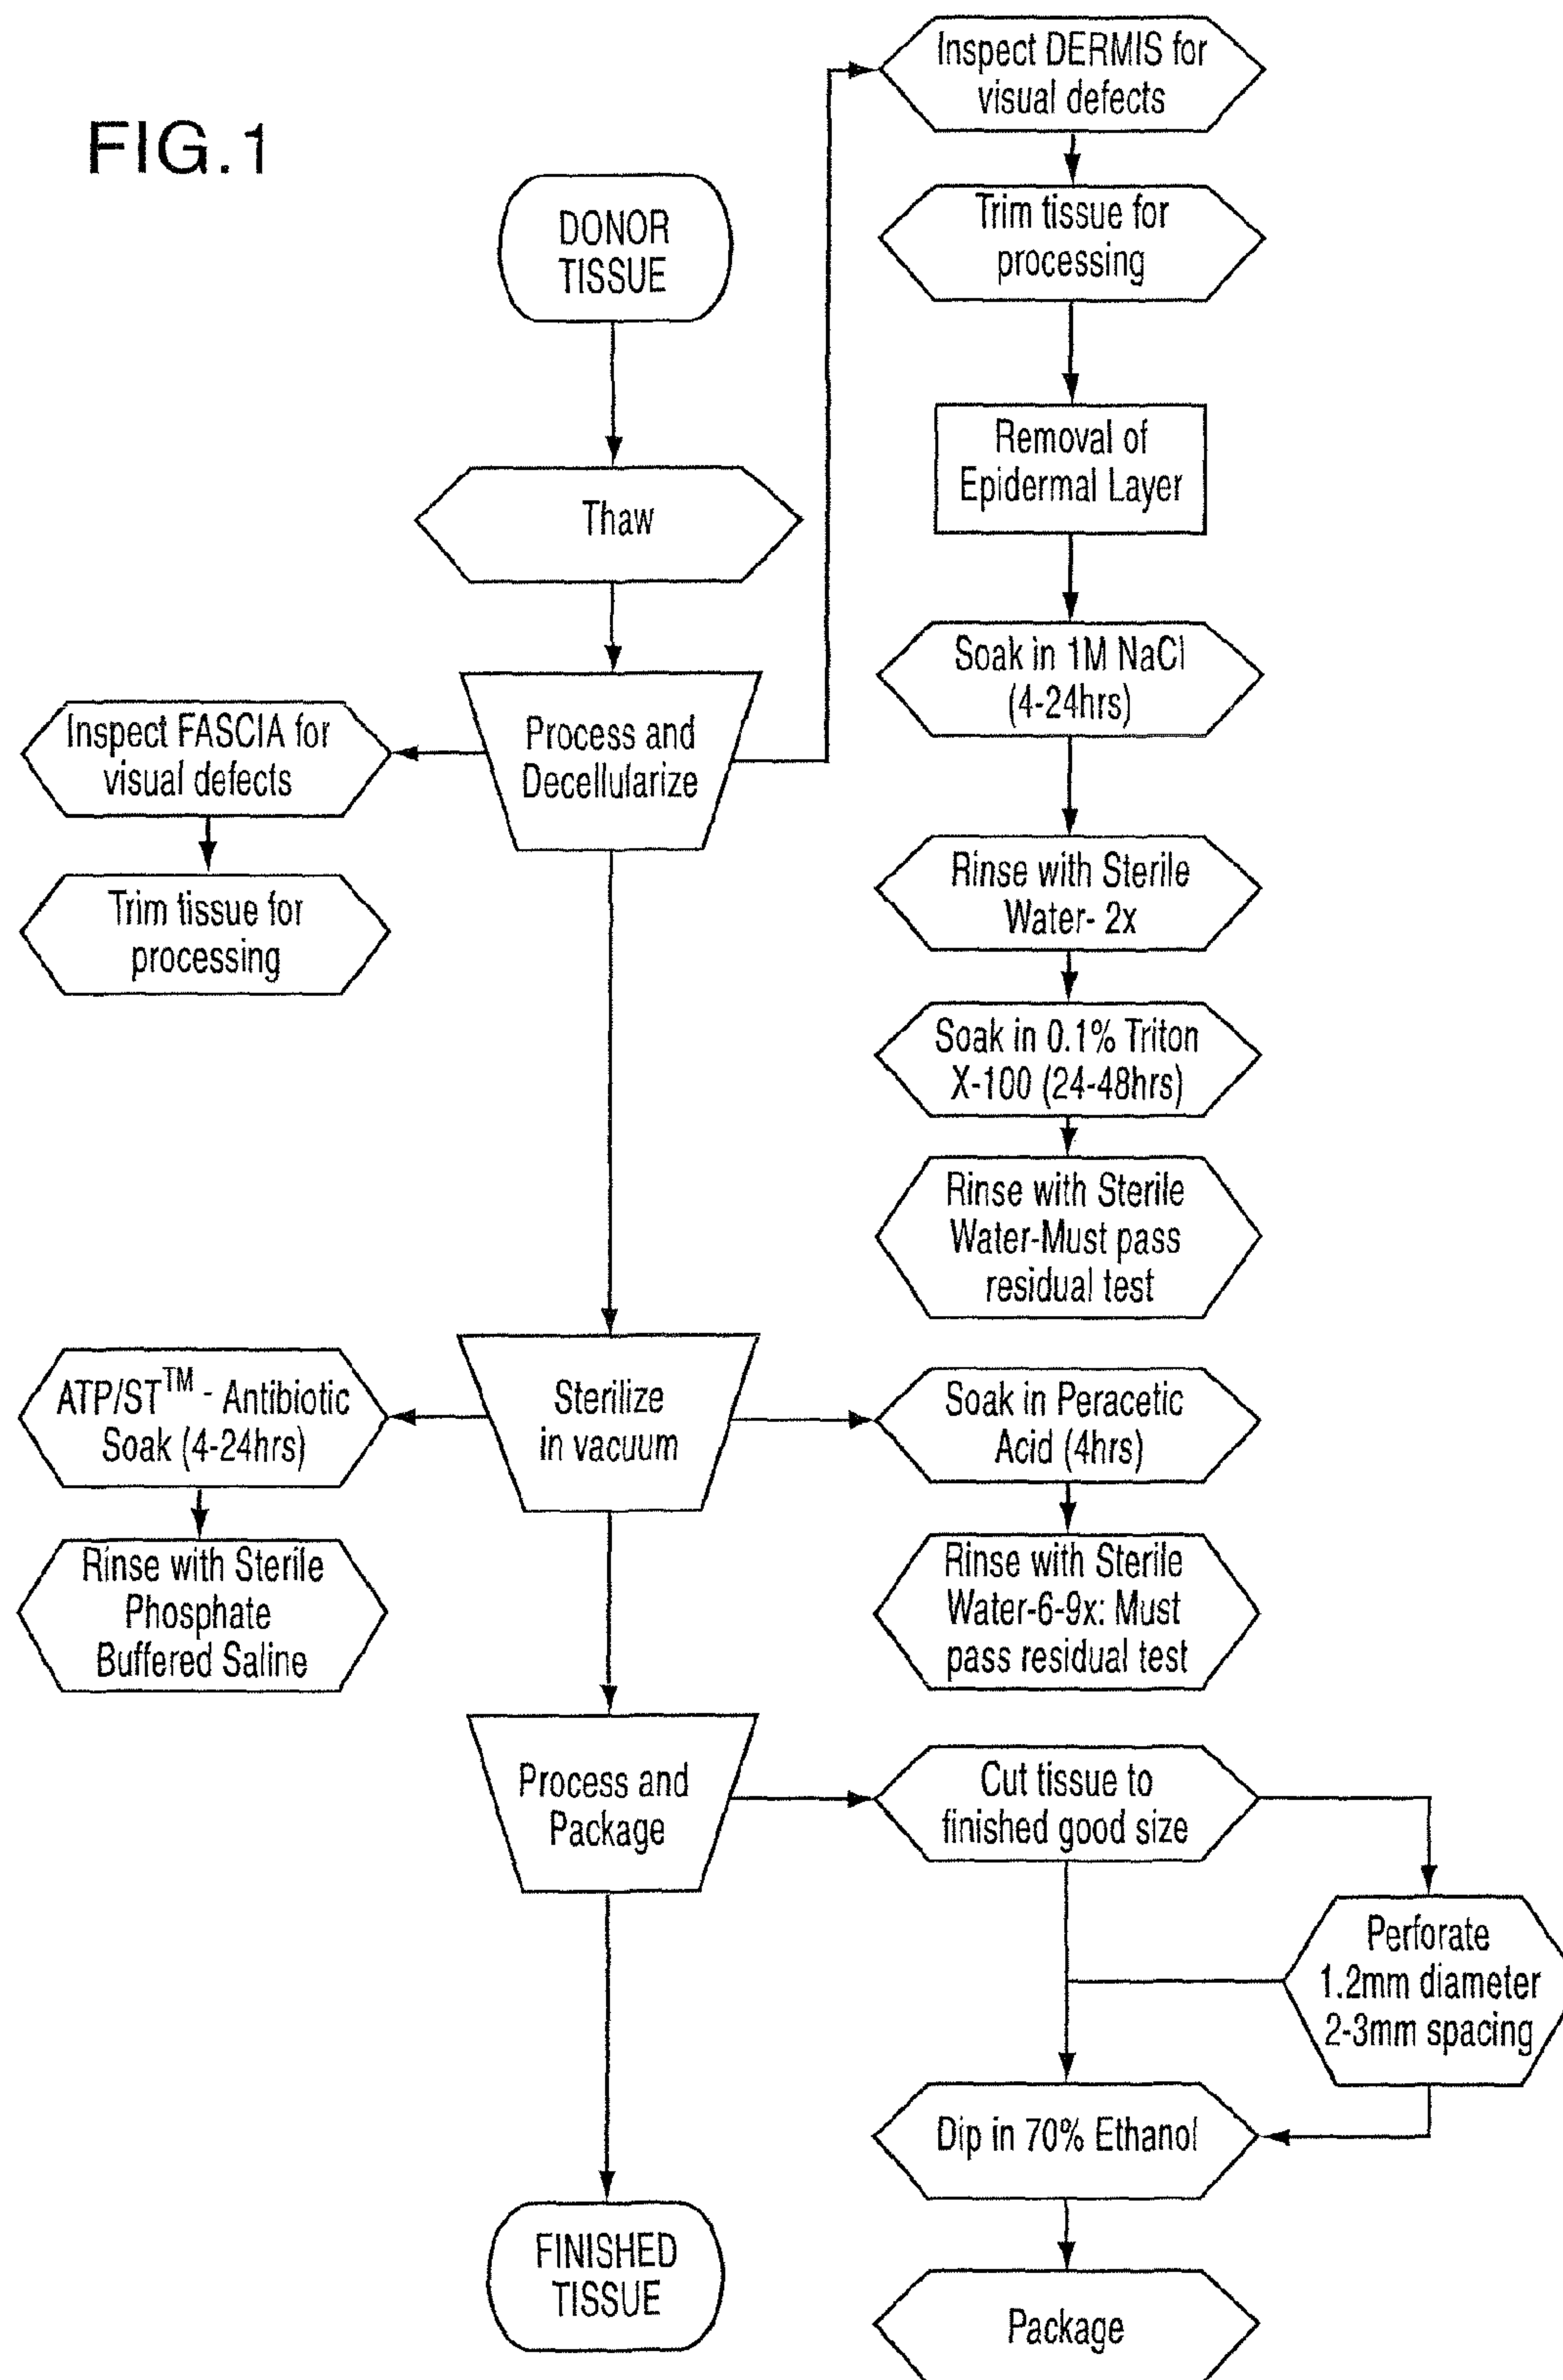 FIG.1
DONOR
TISSUE
Thaw
Process and
Decellularize
Inspect FASCIA for
visual defects
Trim tissue for
processing
Inspect DERMIS for
visual defects
Trim tissue for
processing
Removal of
Epidermal Layer
Soak in 1M NaCl
(4-24hrs)
Rinse with Sterile
Water- 2x
Soak in 0.1% Triton
X-100 (24-48hrs)
Rinse with Sterile
Water-Must pass
residual test
Sterilize
in vacuum
ATP/ST™ - Antibiotic
Soak (4-24hrs)
Rinse with Sterile
Phosphate
Buffered Saline
Soak in Peracetic
Acid (4hrs)
Rinse with Sterile
Water-6-9x: Must
pass residual test
Process and
Package
Cut tissue to
finished good size
Perforate
1.2mm diameter
2-3mm spacing
Dip in 70% Ethanol
Package
FINISHED
TISSUE